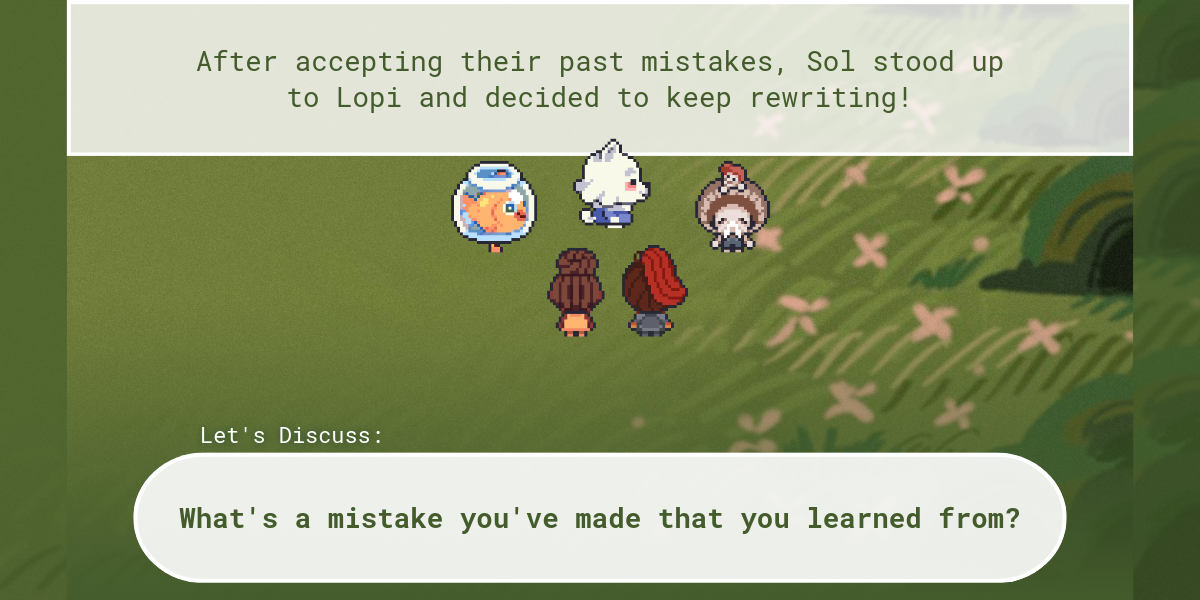 After accepting their past mistakes, Sol stood up
to Lopi and decided to keep rewriting!
Let's Discuss:
What's a mistake you've made that you learned from?